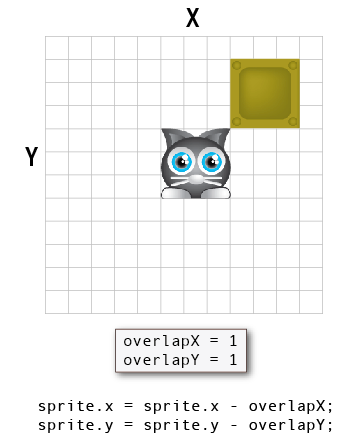 X
Y
overlapX = 1
overlapY = 1
sprite.x = sprite.x - overlapX;
sprite.y = sprite.y - overlapY;